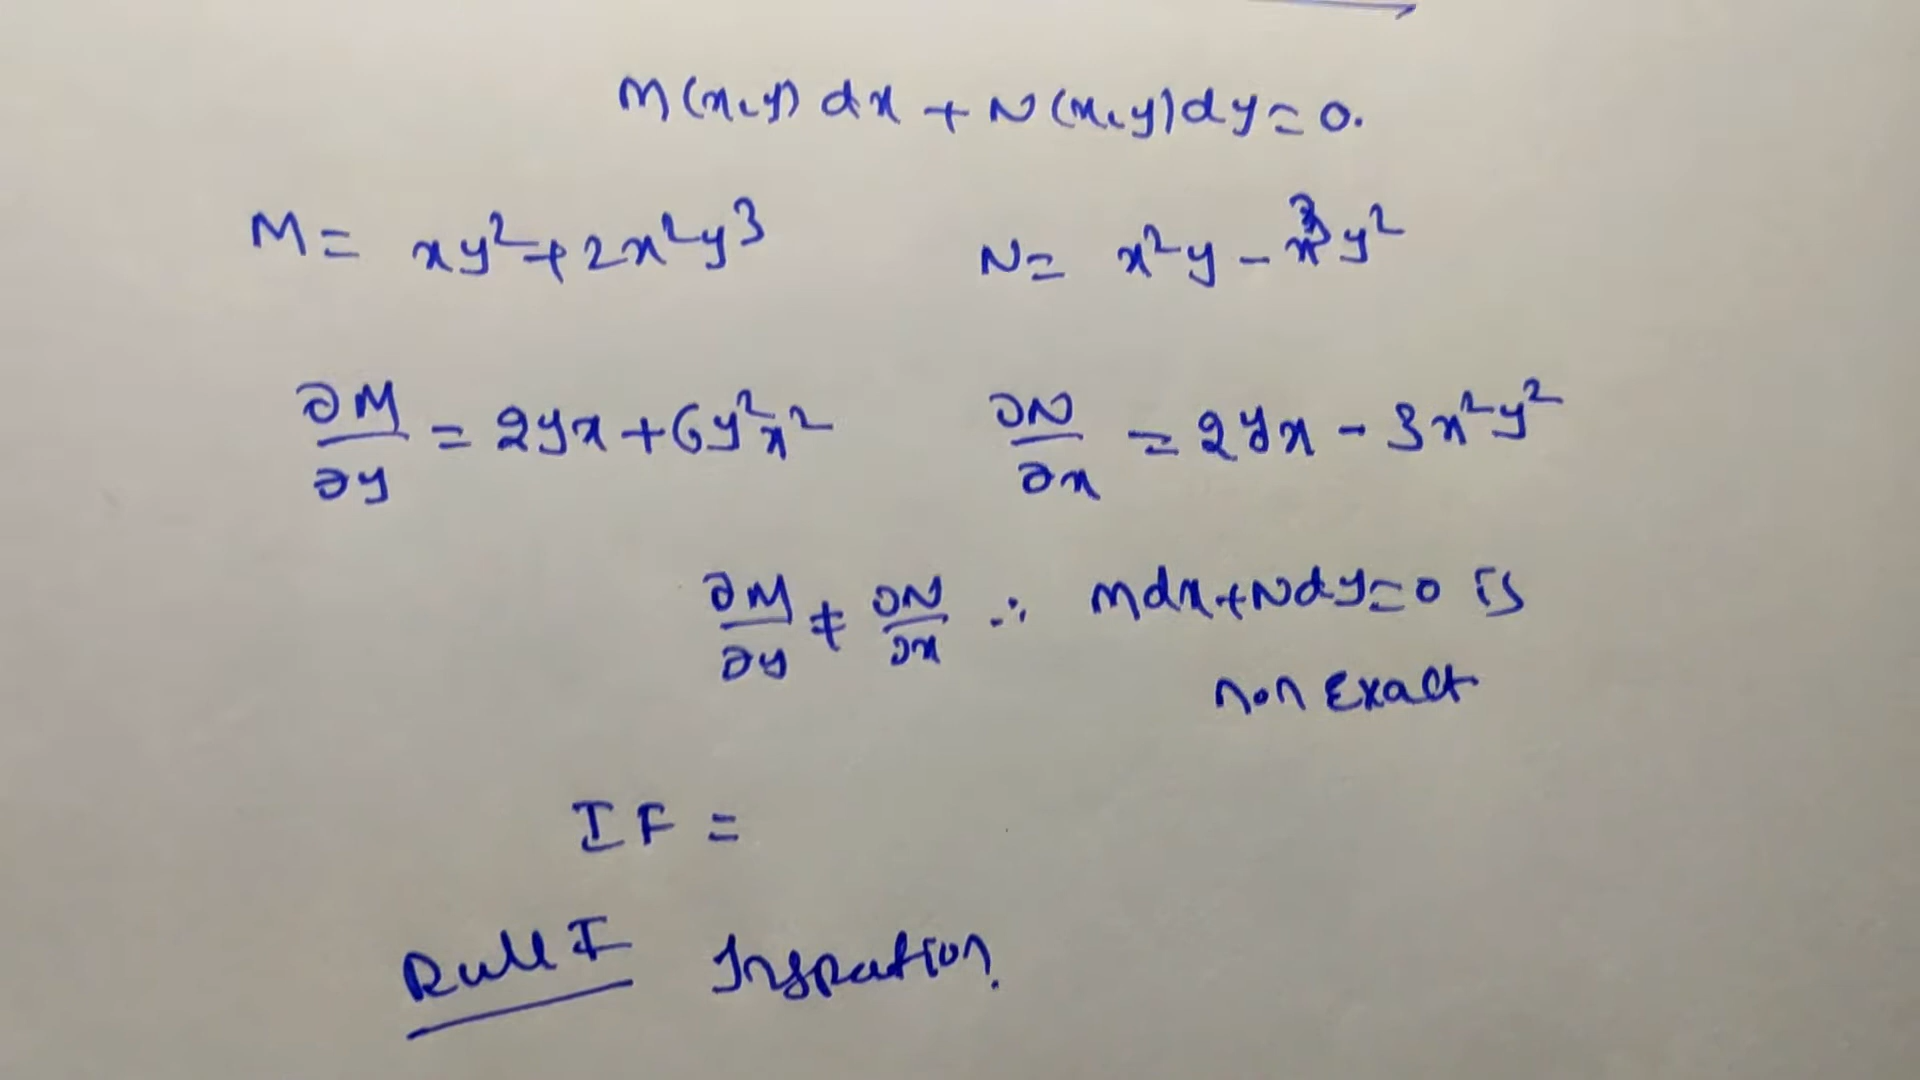 M(x,y) dx + N(x,y) dy = 0.
M = xy² + 2x²y³ N = x²y - x³y²
∂M/∂y = 2yx + 6y²x² ∂N/∂x = 2yx - 3x²y²
∂M/∂y ≠ ∂N/∂x ∴ Mdx + Ndy = 0 is
non Exact
IF =
Rule I Inspection.